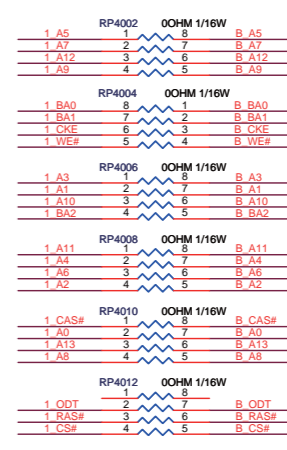 RP4002 0OHM 1/16W
1_A5 1 8 B_A5
1_A7 2 7 B_A7
1_A12 3 6 B_A12
1_A9 4 5 B_A9
RP4004 0OHM 1/16W
1_BA0 8 1 B_BA0
1_BA1 7 2 B_BA1
1_CKE 6 3 B_CKE
1_WE# 5 4 B_WE#
RP4006 0OHM 1/16W
1_A3 1 8 B_A3
1_A1 2 7 B_A1
1_A10 3 6 B_A10
1_BA2 4 5 B_BA2
RP4008 0OHM 1/16W
1_A11 1 8 B_A11
1_A4 2 7 B_A4
1_A6 3 6 B_A6
1_A2 4 5 B_A2
RP4010 0OHM 1/16W
1_CAS# 1 8 B_CAS#
1_A0 2 7 B_A0
1_A13 3 6 B_A13
1_A8 4 5 B_A8
RP4012 0OHM 1/16W
1 8
1_ODT 2 7 B_ODT
1_RAS# 3 6 B_RAS#
1_CS# 4 5 B_CS#